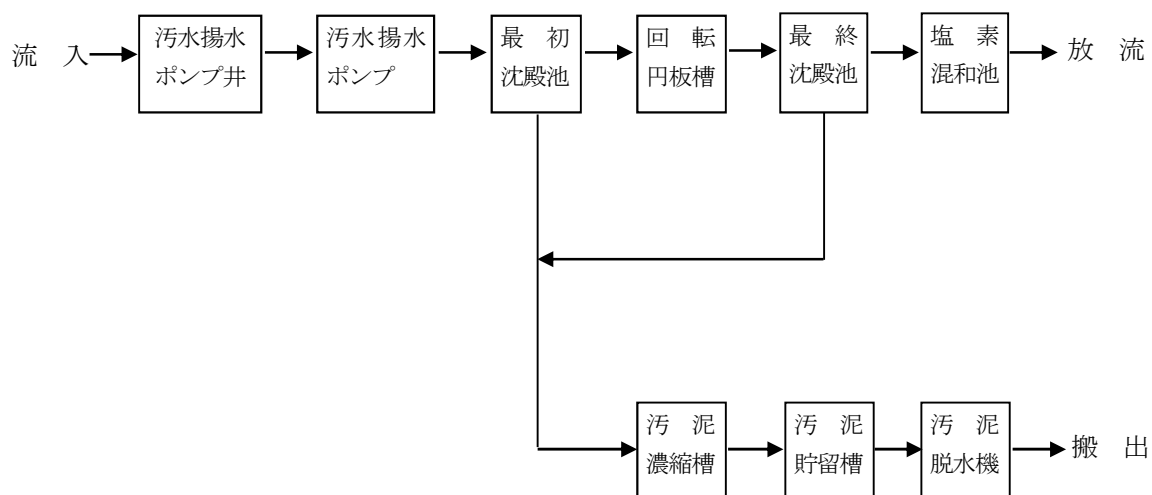 流入
汚水揚水
ポンプ井
汚水揚水
ポンプ
最初
沈殿池
回転
円板槽
最終
沈殿池
塩素
混和池
放流
汚泥
濃縮槽
汚泥
貯留槽
汚泥
脱水機
搬出